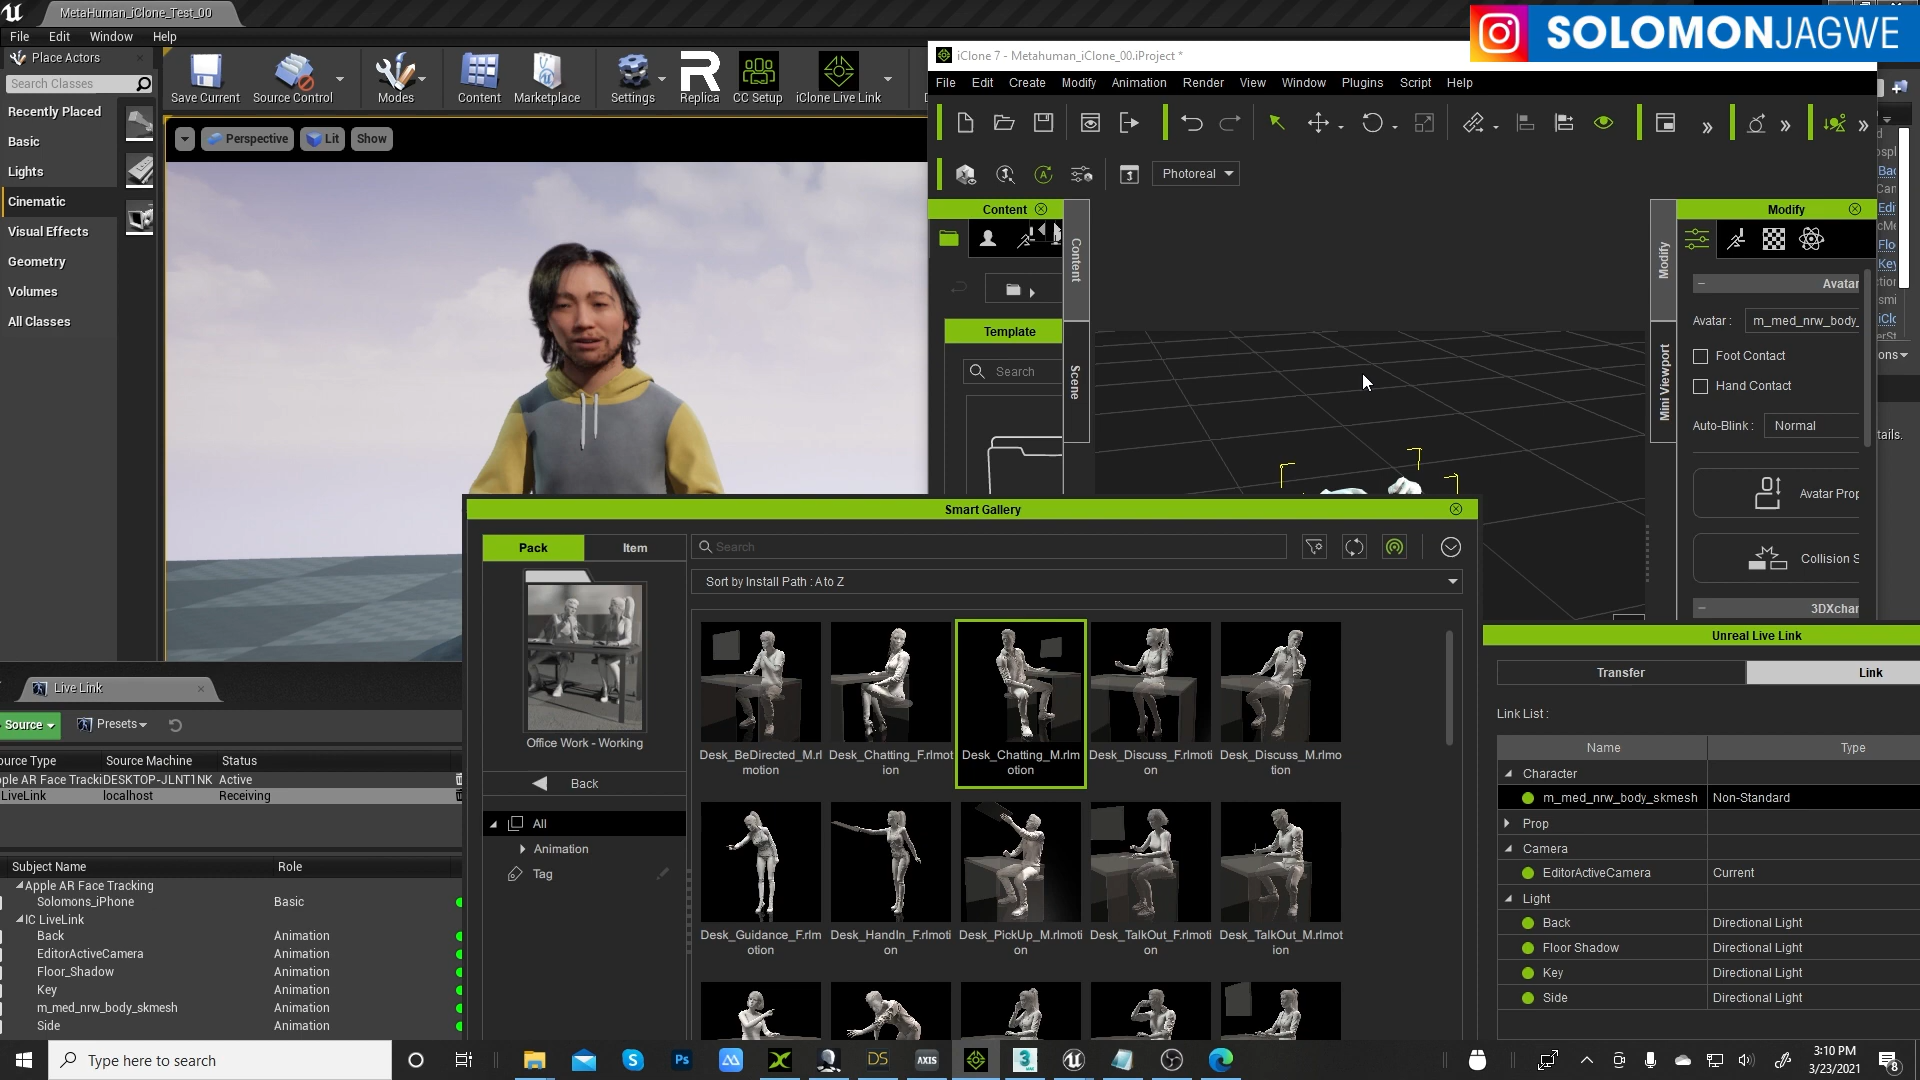 MetaHuman_iClone_Test_00
File Edit Window Help
Place Actors
Search Classes
Recently Placed
Basic
Lights
Cinematic
Visual Effects
Geometry
Volumes
All Classes
Save Current
Source Control
Modes
Content
Marketplace
Settings
Replica
CC Setup
iClone Live Link
Perspective
Lit
Show
SOLOMONJAGWE
iClone 7 - Metahuman_iClone_00.iProject *
File Edit Create Modify Animation Render View Window Plugins Script Help
Photoreal
Content
Template
Search
Content
Scene
Modify
Mini Viewport
Modify
Avatar
Avatar : m_med_nrw_body_
Foot Contact
Hand Contact
Auto-Blink : Normal
Avatar Prop
Collision S
3DXchar
Smart Gallery
Pack Item
Search
Sort by Install Path : A to Z
Office Work - Working
Back
All
Animation
Tag
Desk_BeDirected_M.rl
motion
Desk_Chatting_F.rlmot
ion
Desk_Chatting_M.rlm
otion
Desk_Discuss_F.rlmoti
on
Desk_Discuss_M.rlmo
tion
Desk_Guidance_F.rlm
otion
Desk_HandIn_F.rlmoti
on
Desk_PickUp_M.rlmoti
on
Desk_TalkOut_F.rlmoti
on
Desk_TalkOut_M.rlmot
ion
Unreal Live Link
Transfer Link
Link List :
Name Type
Character
m_med_nrw_body_skmesh Non-Standard
Prop
Camera
EditorActiveCamera Current
Light
Back Directional Light
Floor Shadow Directional Light
Key Directional Light
Side Directional Light
Live Link
Source Presets
ource Type Source Machine Status
ple AR Face Tracki DESKTOP-JLNT1NK Active
LiveLink localhost Receiving
Subject Name Role
Apple AR Face Tracking
Solomons_iPhone Basic
IC LiveLink
Back Animation
EditorActiveCamera Animation
Floor_Shadow Animation
Key Animation
m_med_nrw_body_skmesh Animation
Side Animation
Type here to search
Ps
DS
AXIS
3
3:10 PM
3/23/2021
8